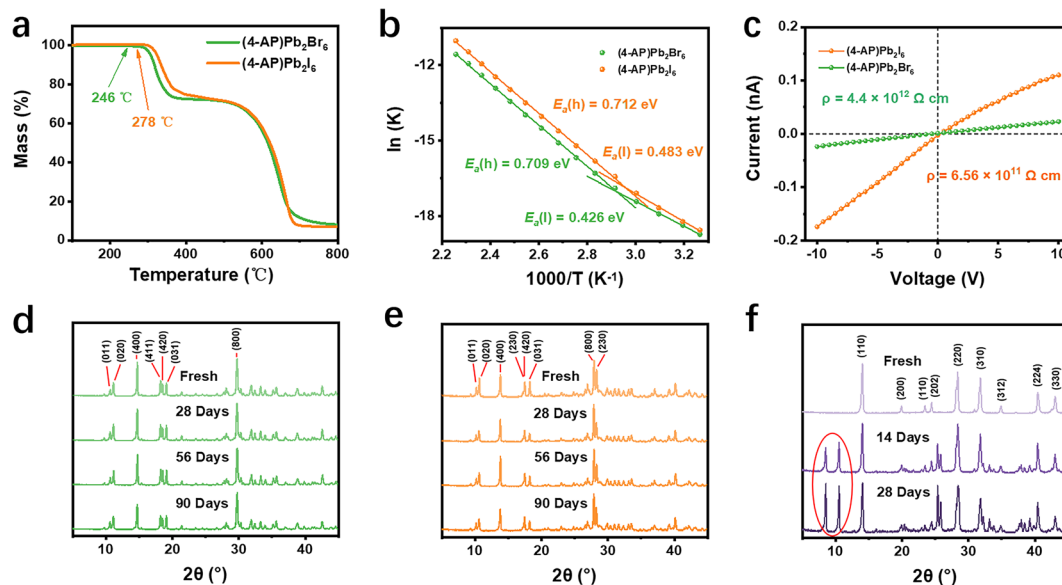 a
(4-AP)Pb₂Br₆
(4-AP)Pb₂I₆
246 ℃
278 ℃
100
80
60
40
20
0
200 400 600 800
Mass (%)
Temperature (℃)
b
(4-AP)Pb₂Br₆
(4-AP)Pb₂I₆
Eₐ(h) = 0.712 eV
Eₐ(l) = 0.483 eV
Eₐ(h) = 0.709 eV
Eₐ(l) = 0.426 eV
-12
-15
-18
2.2 2.4 2.6 2.8 3.0 3.2
ln (K)
1000/T (K⁻¹)
c
(4-AP)Pb₂I₆
(4-AP)Pb₂Br₆
ρ = 4.4 × 10¹² Ω cm
ρ = 6.56 × 10¹¹ Ω cm
0.2
0.1
0.0
-0.1
-0.2
-10 -5 0 5 10
Current (nA)
Voltage (V)
d
(011) (020) (400) (411) (420) (031) (800)
Fresh
28 Days
56 Days
90 Days
10 20 30 40
2θ (°)
e
(011) (020) (400) (230) (420) (031) (800) (230)
Fresh
28 Days
56 Days
90 Days
10 20 30 40
2θ (°)
f
(110) (200) (110) (202) (220) (310) (312) (224) (330)
Fresh
14 Days
28 Days
10 20 30 40
2θ (°)